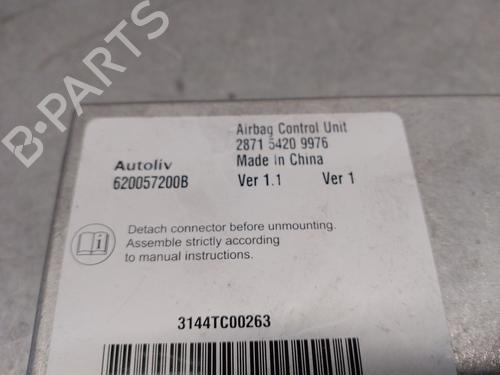 B-PARTS
Airbag Control Unit
2871 5420 9976
Autoliv
Made in China
620057200B
Ver 1.1 Ver 1
Detach connector before unmounting.
Assemble strictly according
to manual instructions.
3144TC00263